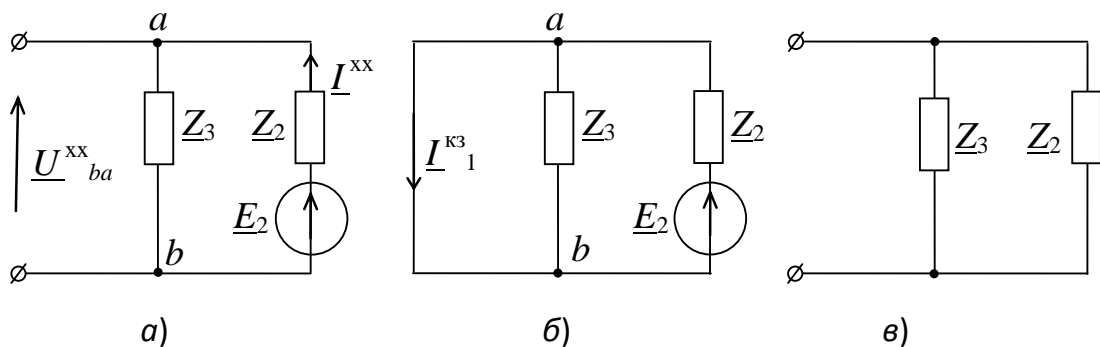 a a
I^xx
Z3 Z2 Z3 Z2 Z3 Z2
U^xx_ba I^кз_1
E2 E2
b b
а) б) в)